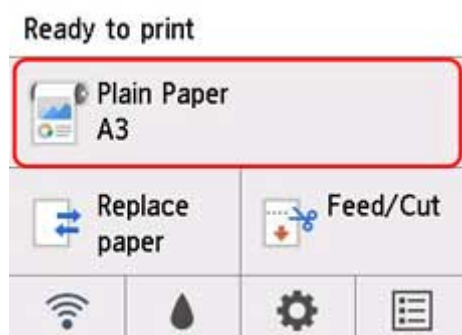 Ready to print
Plain Paper
A3
Replace
paper
Feed/Cut